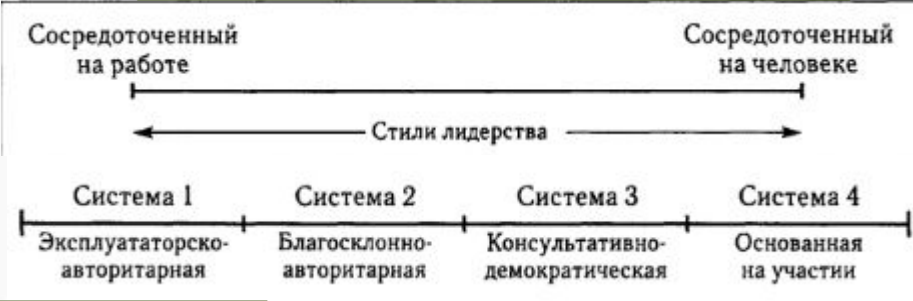 Сосредоточенный
на работе
Сосредоточенный
на человеке
Стили лидерства
Система 1
Система 2
Система 3
Система 4
Эксплуататорско-
авторитарная
Благосклонно-
авторитарная
Консультативно-
демократическая
Основанная
на участии